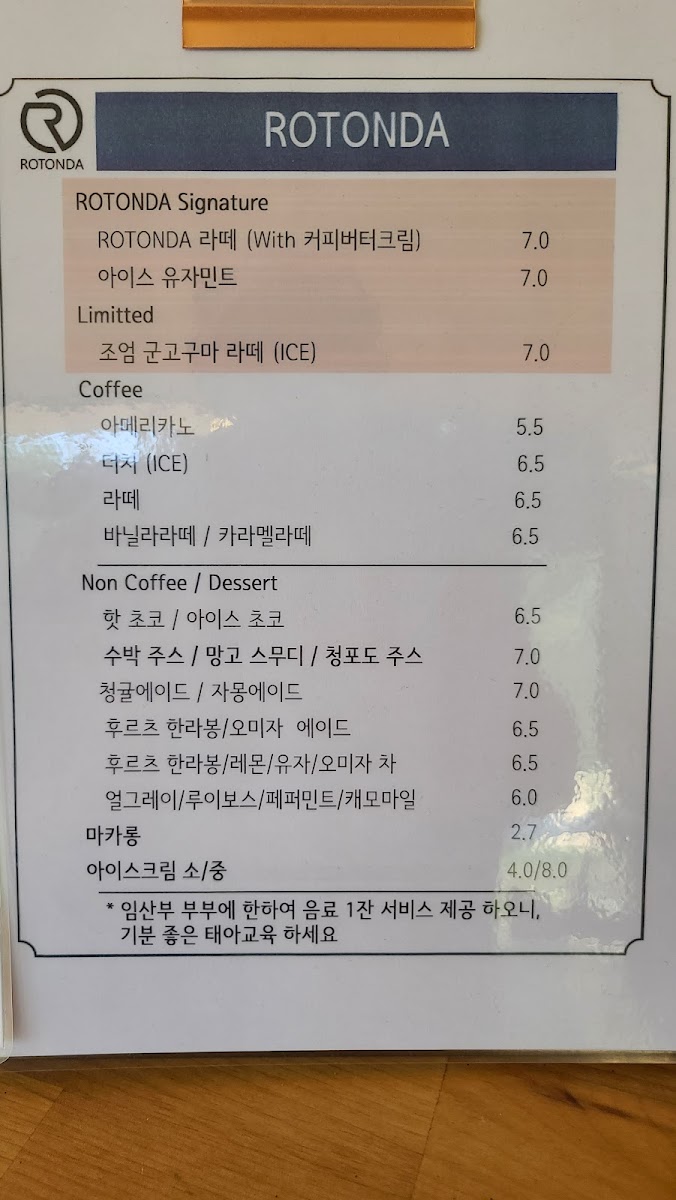 ROTONDA
ROTONDA
ROTONDA Signature
ROTONDA 라떼 (With 커피버터크림) 7.0
아이스 유자민트 7.0
Limitted
조엄 군고구마 라떼 (ICE) 7.0
Coffee
아메리카노 5.5
더치 (ICE) 6.5
라떼 6.5
바닐라라떼 / 카라멜라떼 6.5
Non Coffee / Dessert
핫 초코 / 아이스 초코 6.5
수박 주스 / 망고 스무디 / 청포도 주스 7.0
청귤에이드 / 자몽에이드 7.0
후르츠 한라봉/오미자 에이드 6.5
후르츠 한라봉/레몬/유자/오미자 차 6.5
얼그레이/루이보스/페퍼민트/캐모마일 6.0
마카롱 2.7
아이스크림 소/중 4.0/8.0
* 임산부 부부에 한하여 음료 1잔 서비스 제공 하오니,
기분 좋은 태아교육 하세요